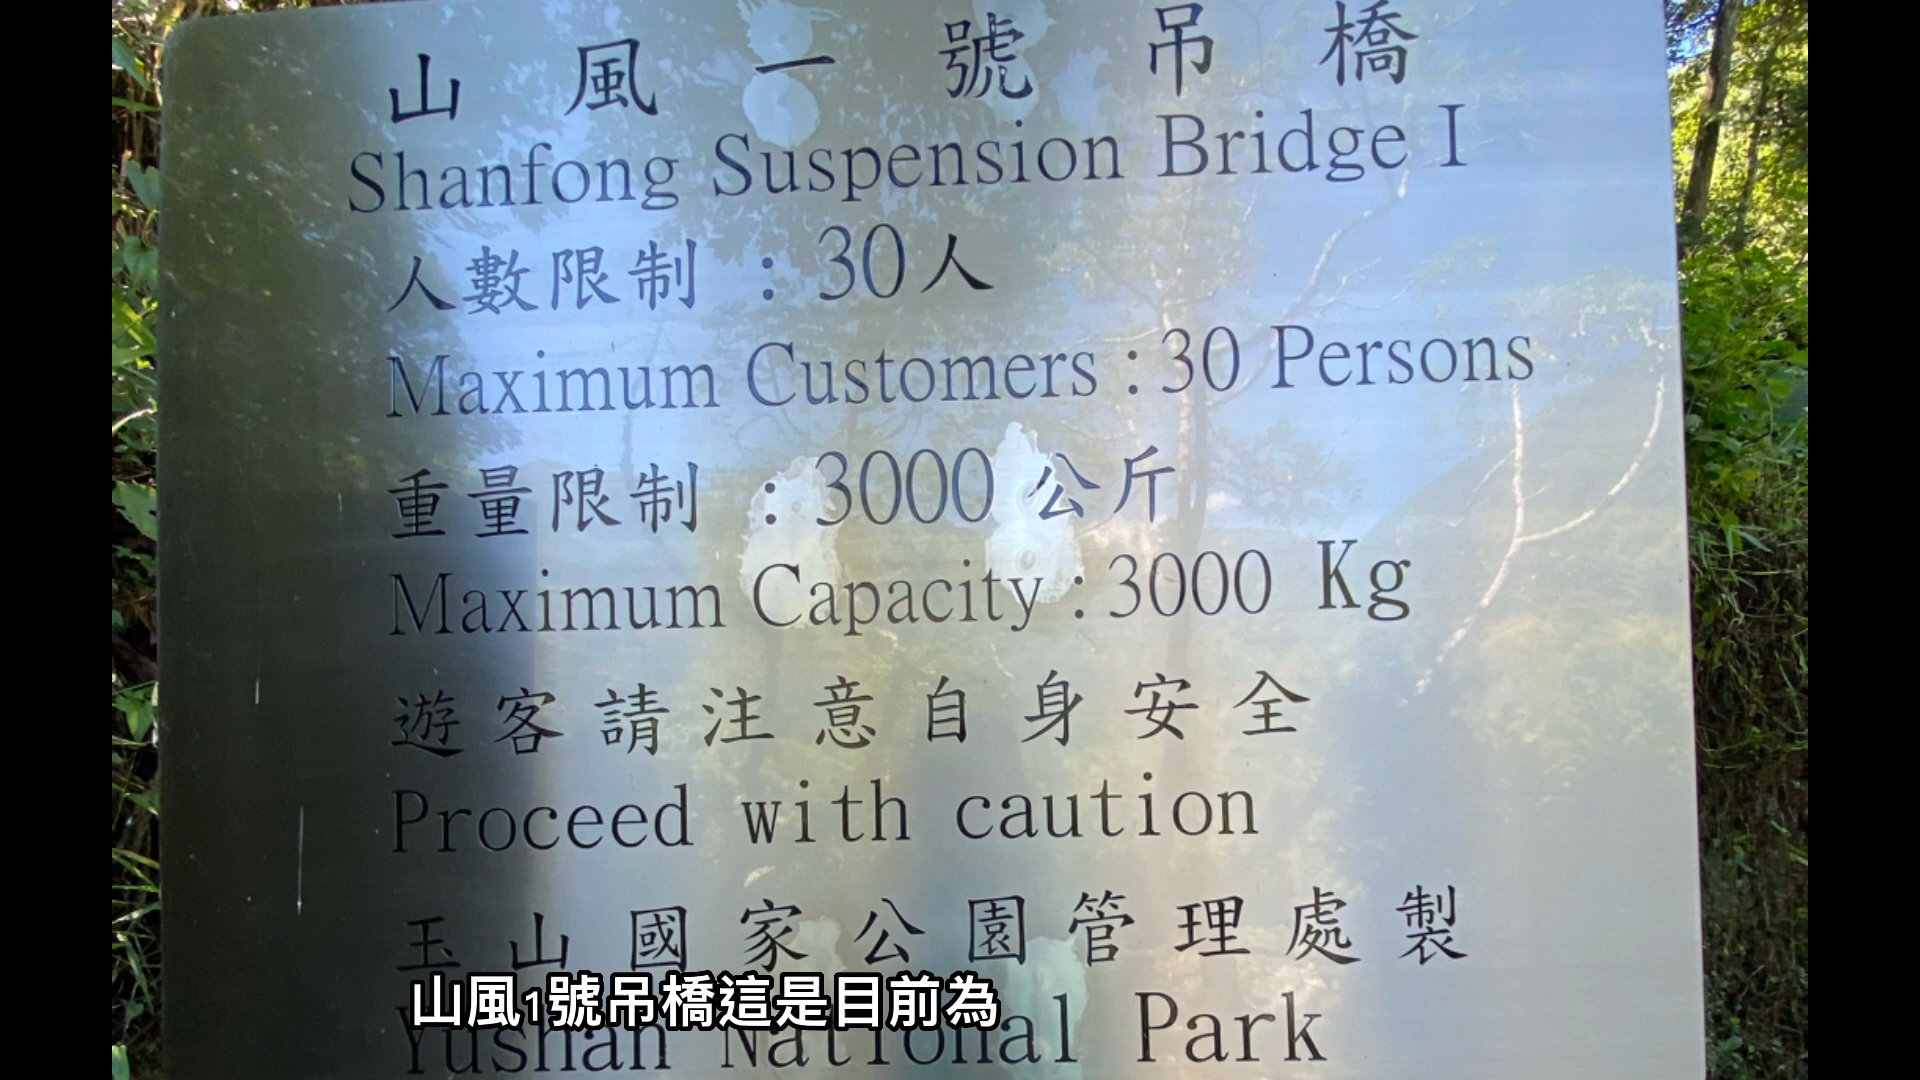 山風一號吊橋
Shanfong Suspension Bridge I
人數限制：30人
Maximum Customers : 30 Persons
重量限制：3000公斤
Maximum Capacity : 3000 Kg
遊客請注意自身安全
Proceed with caution
玉山國家公園管理處製
山風1號吊橋這是目前為
Yushan National Park